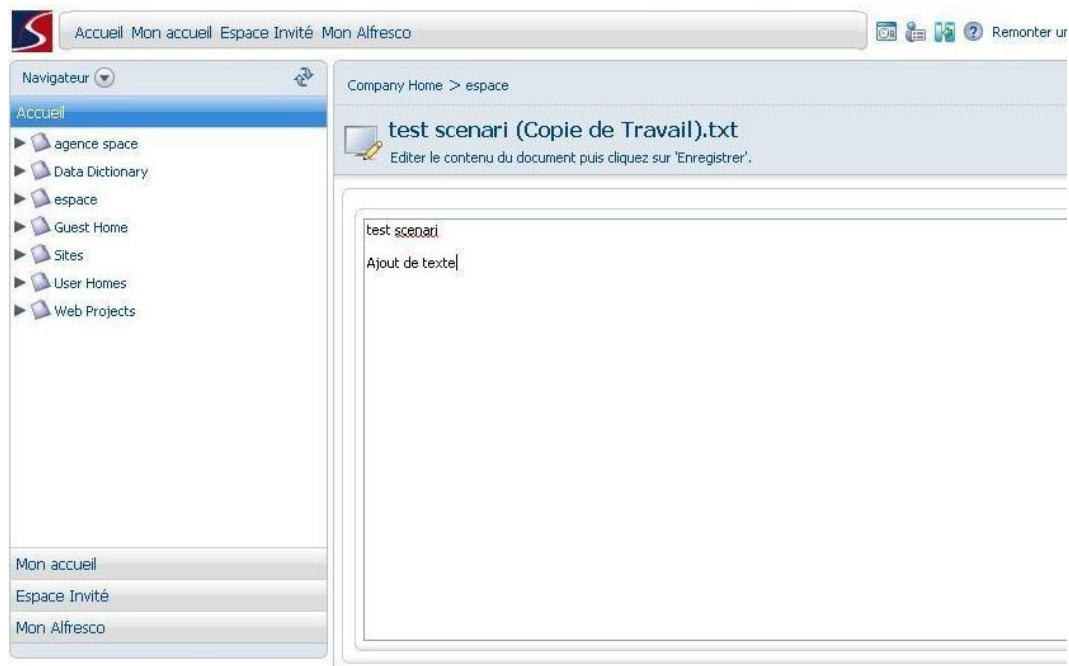 Accueil Mon accueil Espace Invité Mon Alfresco
Remonter un
Navigateur
Accueil
agence space
Data Dictionary
espace
Guest Home
Sites
User Homes
Web Projects
Mon accueil
Espace Invité
Mon Alfresco
Company Home > espace
test scenari (Copie de Travail).txt
Editer le contenu du document puis cliquez sur 'Enregistrer'.
test scenari
Ajout de texte